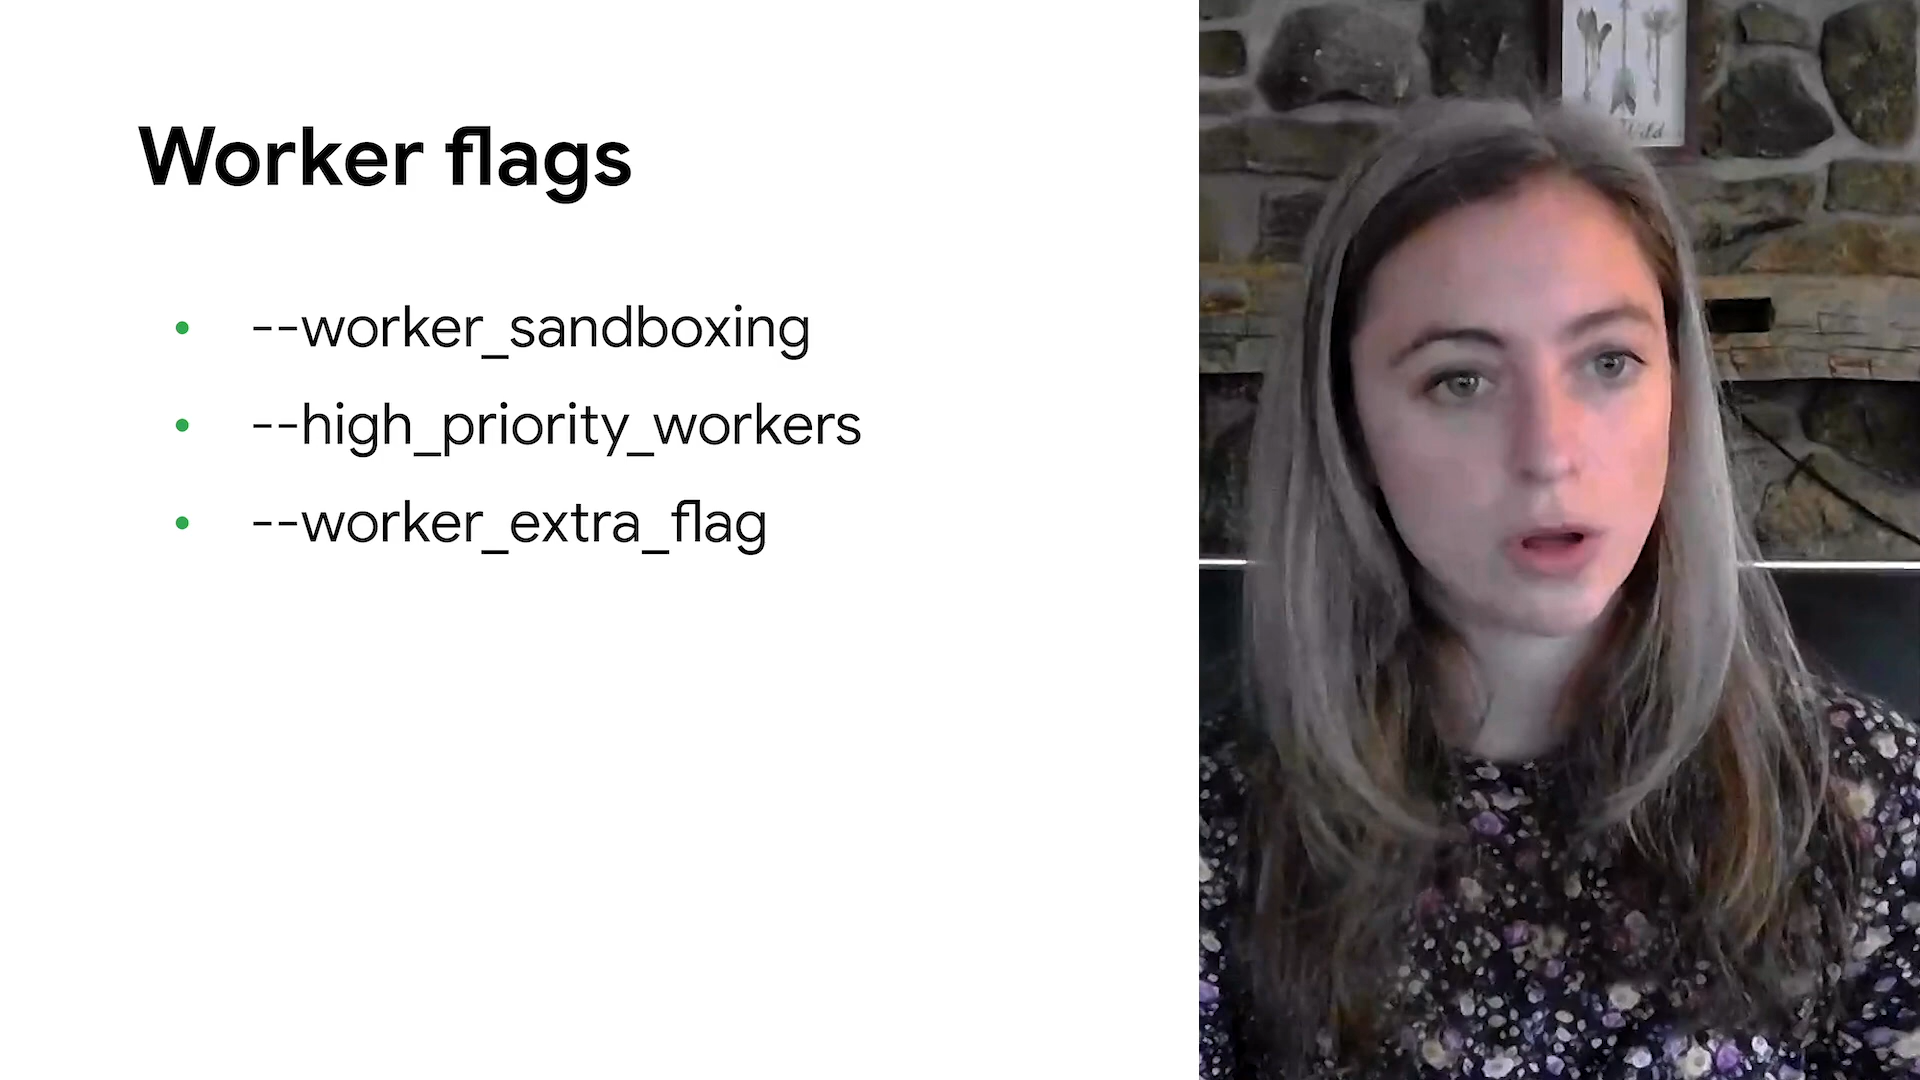 Worker flags
--worker_sandboxing
--high_priority_workers
--worker_extra_flag